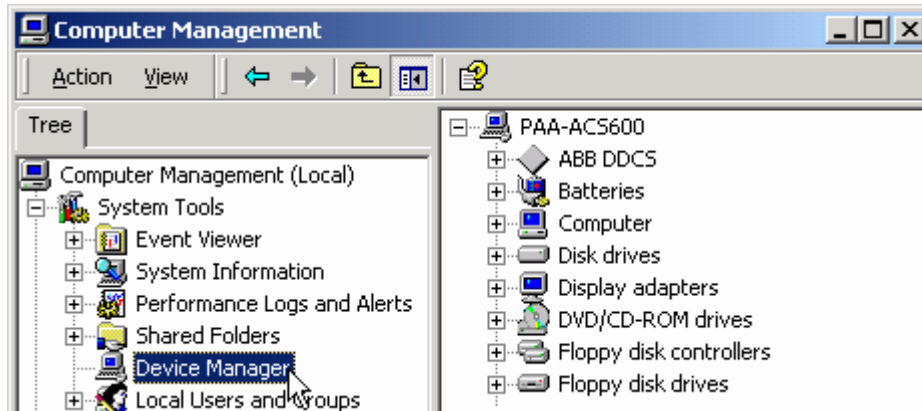 Computer Management
Action View
Tree
Computer Management (Local)
System Tools
Event Viewer
System Information
Performance Logs and Alerts
Shared Folders
Device Manager
Local Users and Groups
PAA-ACS600
ABB DDCS
Batteries
Computer
Disk drives
Display adapters
DVD/CD-ROM drives
Floppy disk controllers
Floppy disk drives